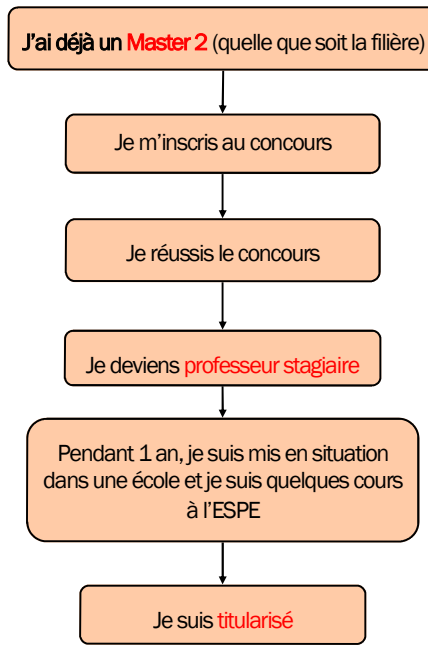 J'ai déjà un Master 2 (quelle que soit la filière)
Je m'inscris au concours
Je réussis le concours
Je deviens professeur stagiaire
Pendant 1 an, je suis mis en situation
dans une école et je suis quelques cours
à l'ESPE
Je suis titularisé